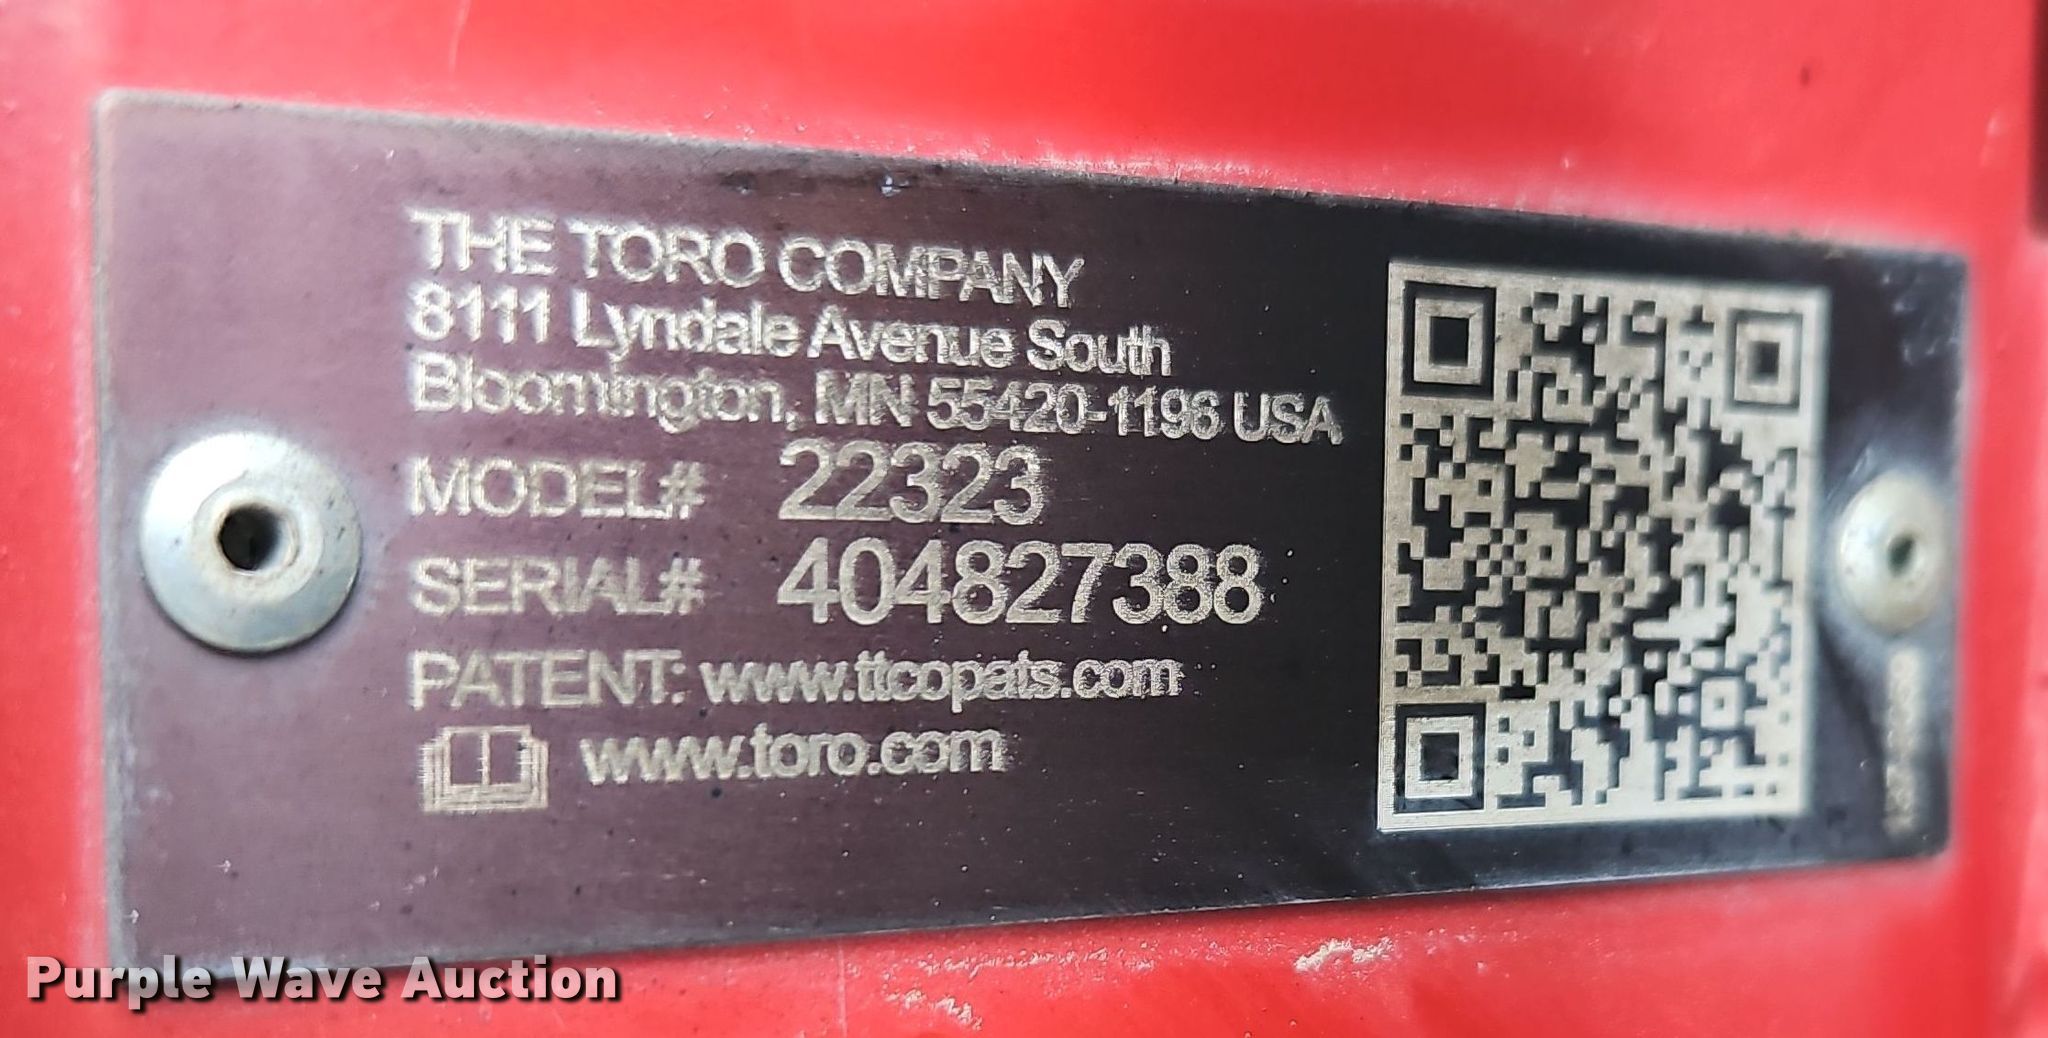 THE TORO COMPANY
8111 Lyndale Avenue South
Bloomington, MN 55420-1196 USA
MODEL# 22323
SERIAL# 404827388
PATENT: www.ttcopats.com
www.toro.com
Purple Wave Auction